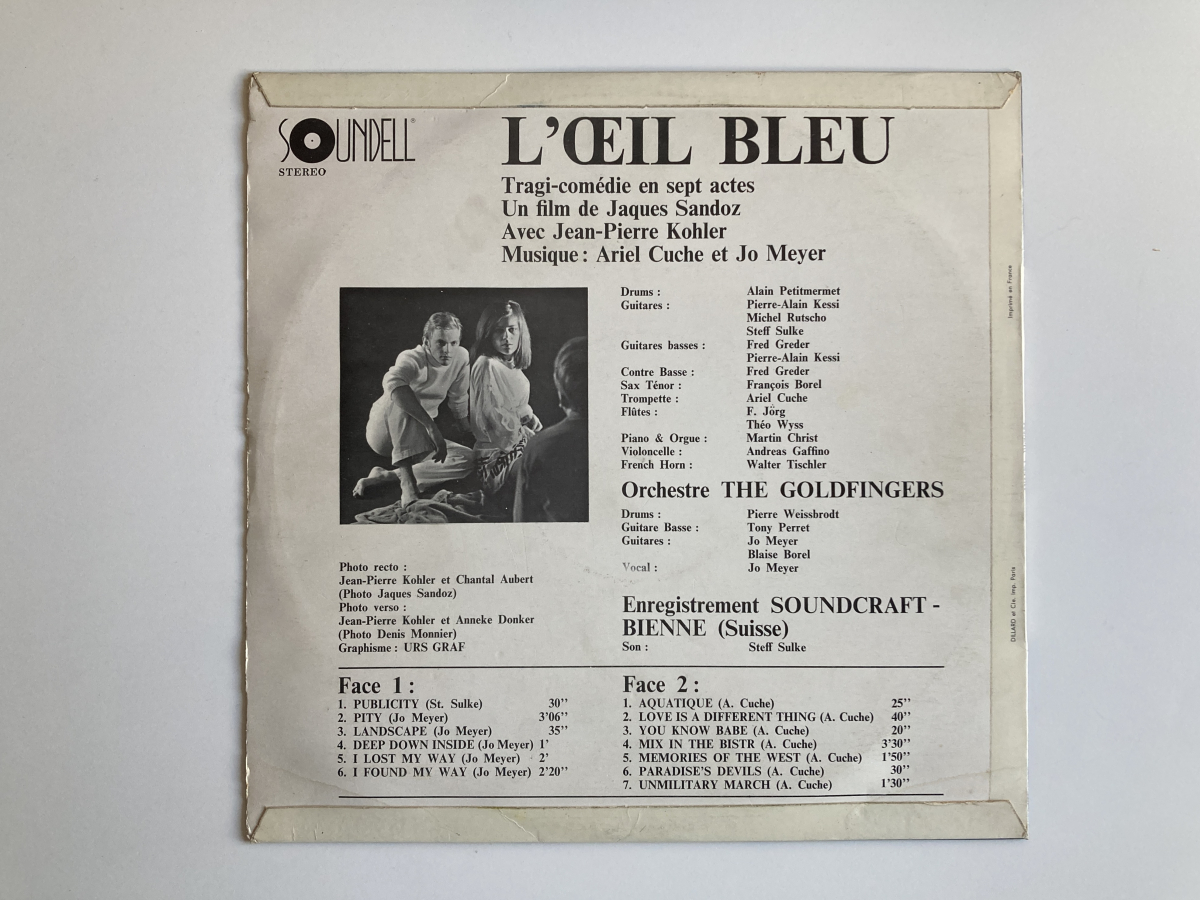 SOUNDELL®
STEREO
L'ŒIL BLEU
Tragi-comédie en sept actes
Un film de Jaques Sandoz
Avec Jean-Pierre Kohler
Musique: Ariel Cuche et Jo Meyer
Drums : Alain Petitmermet
Guitares : Pierre-Alain Kessi
Michel Rutscho
Steff Sulke
Guitares basses : Fred Greder
Pierre-Alain Kessi
Contre Basse : Fred Greder
Sax Ténor : François Borel
Trompette : Ariel Cuche
Flûtes : F. Jörg
Théo Wyss
Piano & Orgue : Martin Christ
Violoncelle : Andreas Gaffino
French Horn : Walter Tischler
Orchestre THE GOLDFINGERS
Drums : Pierre Weissbrodt
Guitare Basse : Tony Perret
Guitares : Jo Meyer
Blaise Borel
Vocal : Jo Meyer
Enregistrement SOUNDCRAFT -
BIENNE (Suisse)
Son : Steff Sulke
Photo recto :
Jean-Pierre Kohler et Chantal Aubert
(Photo Jaques Sandoz)
Photo verso :
Jean-Pierre Kohler et Anneke Donker
(Photo Denis Monnier)
Graphisme : URS GRAF
Face 1 :
1. PUBLICITY (St. Sulke) 30''
2. PITY (Jo Meyer) 3'06''
3. LANDSCAPE (Jo Meyer) 35''
4. DEEP DOWN INSIDE (Jo Meyer) 1'
5. I LOST MY WAY (Jo Meyer) 2'
6. I FOUND MY WAY (Jo Meyer) 2'20''
Face 2 :
1. AQUATIQUE (A. Cuche) 25''
2. LOVE IS A DIFFERENT THING (A. Cuche) 40''
3. YOU KNOW BABE (A. Cuche) 20''
4. MIX IN THE BISTR (A. Cuche) 3'30''
5. MEMORIES OF THE WEST (A. Cuche) 1'50''
6. PARADISE'S DEVILS (A. Cuche) 30''
7. UNMILITARY MARCH (A. Cuche) 1'30''
Imprimé en France
DILLARD et Cie. Imp. Paris